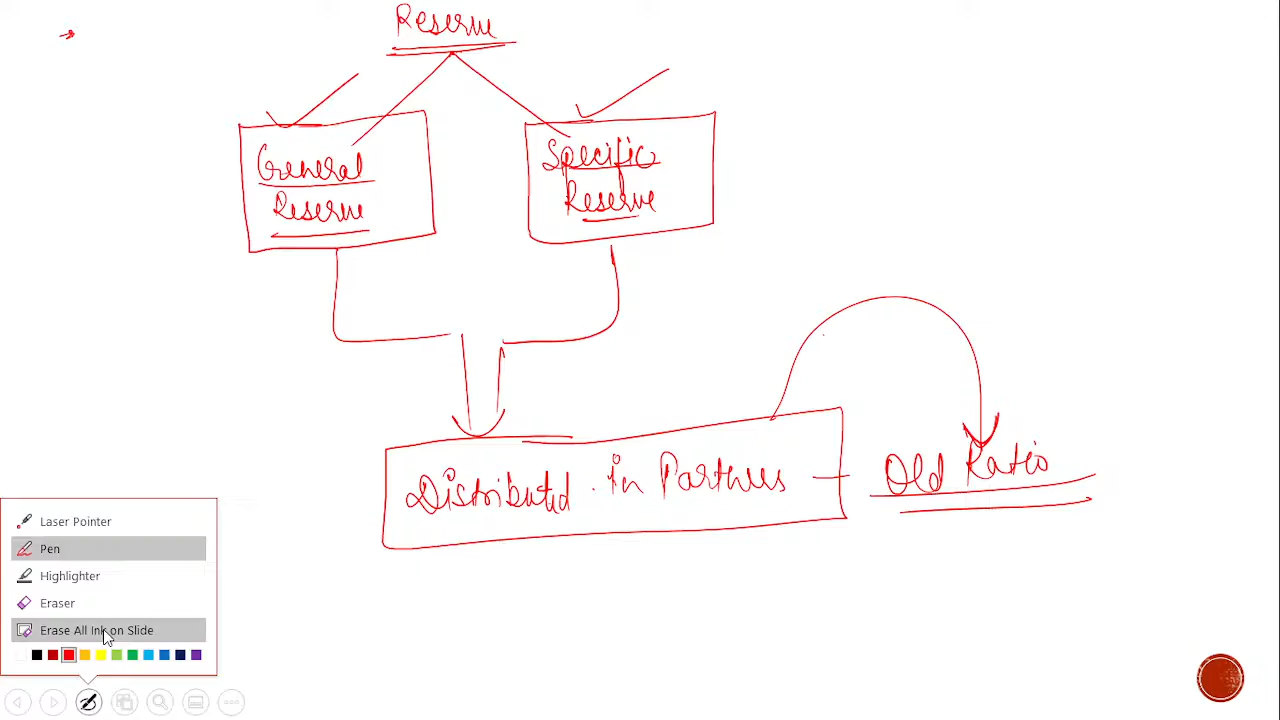 Reserve
General
Reserve
Specific
Reserve
Distributed in Partners - Old Ratio
Laser Pointer
Pen
Highlighter
Eraser
Erase All Ink on Slide